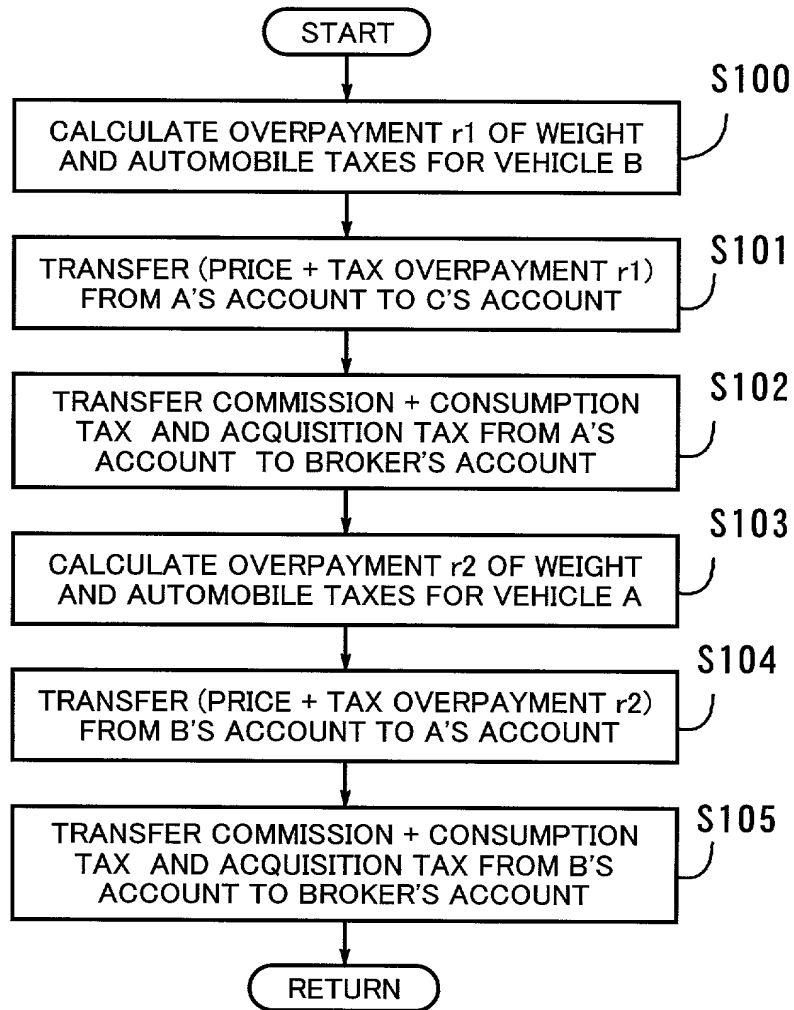 START
S100
CALCULATE OVERPAYMENT r1 OF WEIGHT
AND AUTOMOBILE TAXES FOR VEHICLE B
S101
TRANSFER (PRICE + TAX OVERPAYMENT r1)
FROM A'S ACCOUNT TO C'S ACCOUNT
S102
TRANSFER COMMISSION + CONSUMPTION
TAX AND ACQUISITION TAX FROM A'S
ACCOUNT TO BROKER'S ACCOUNT
S103
CALCULATE OVERPAYMENT r2 OF WEIGHT
AND AUTOMOBILE TAXES FOR VEHICLE A
S104
TRANSFER (PRICE + TAX OVERPAYMENT r2)
FROM B'S ACCOUNT TO A'S ACCOUNT
S105
TRANSFER COMMISSION + CONSUMPTION
TAX AND ACQUISITION TAX FROM B'S
ACCOUNT TO BROKER'S ACCOUNT
RETURN